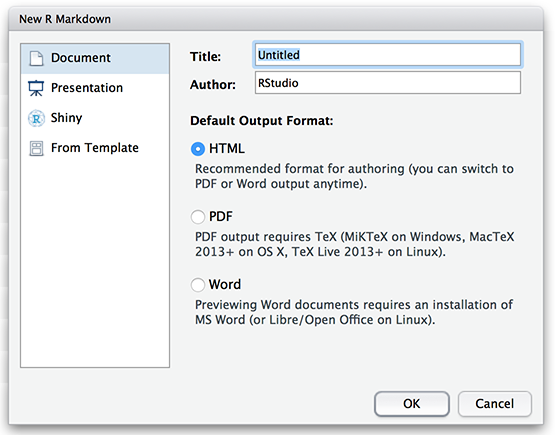 New R Markdown
Document
Presentation
Shiny
From Template
Title: Untitled
Author: RStudio
Default Output Format:
HTML
Recommended format for authoring (you can switch to
PDF or Word output anytime).
PDF
PDF output requires TeX (MiKTeX on Windows, MacTeX
2013+ on OS X, TeX Live 2013+ on Linux).
Word
Previewing Word documents requires an installation of
MS Word (or Libre/Open Office on Linux).
OK Cancel